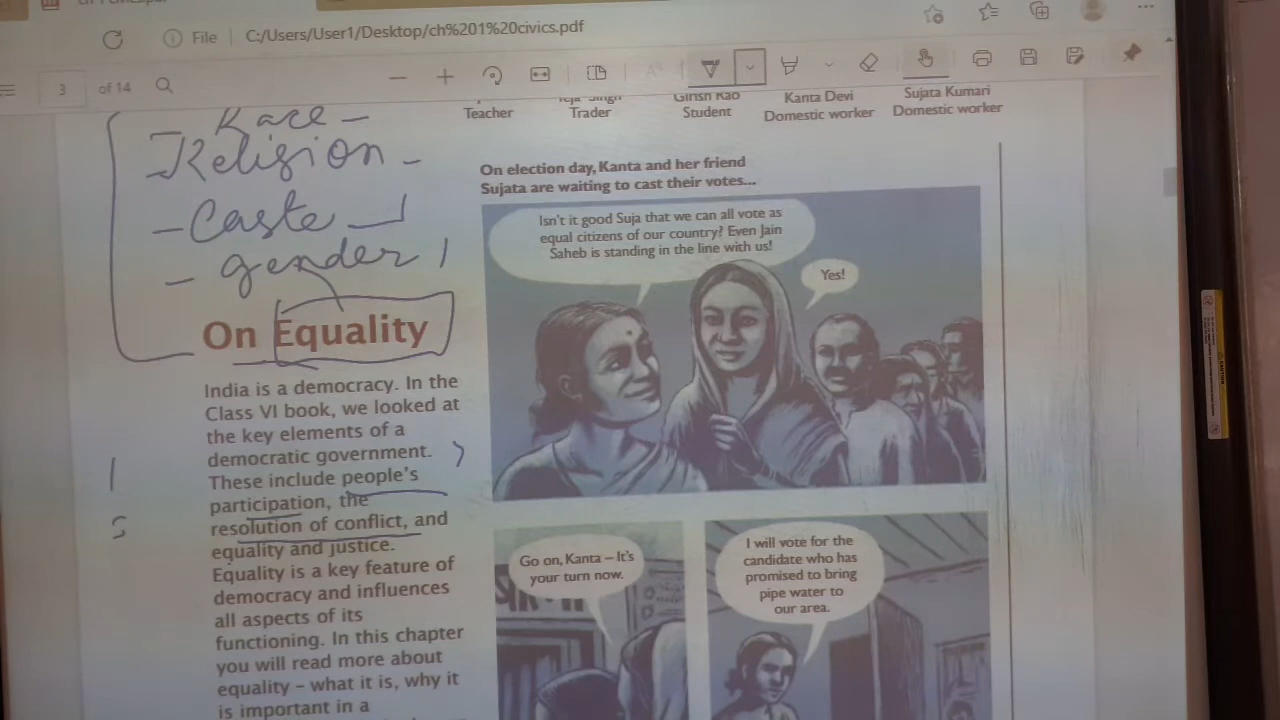 File C:/Users/User1/Desktop/ch%201%20civics.pdf
3 of 14
Teacher
Trader
Girish Rao
Student
Kanta Devi
Domestic worker
Sujata Kumari
Domestic worker
Race -
Religion -
- Caste -
- gender
On Equality
India is a democracy. In the
Class VI book, we looked at
the key elements of a
democratic government.
These include people's
participation, the
resolution of conflict, and
equality and justice.
Equality is a key feature of
democracy and influences
all aspects of its
functioning. In this chapter
you will read more about
equality – what it is, why it
is important in a
On election day, Kanta and her friend
Sujata are waiting to cast their votes...
Isn't it good Suja that we can all vote as
equal citizens of our country? Even Jain
Saheb is standing in the line with us!
Yes!
Go on, Kanta – It's
your turn now.
I will vote for the
candidate who has
promised to bring
pipe water to
our area.